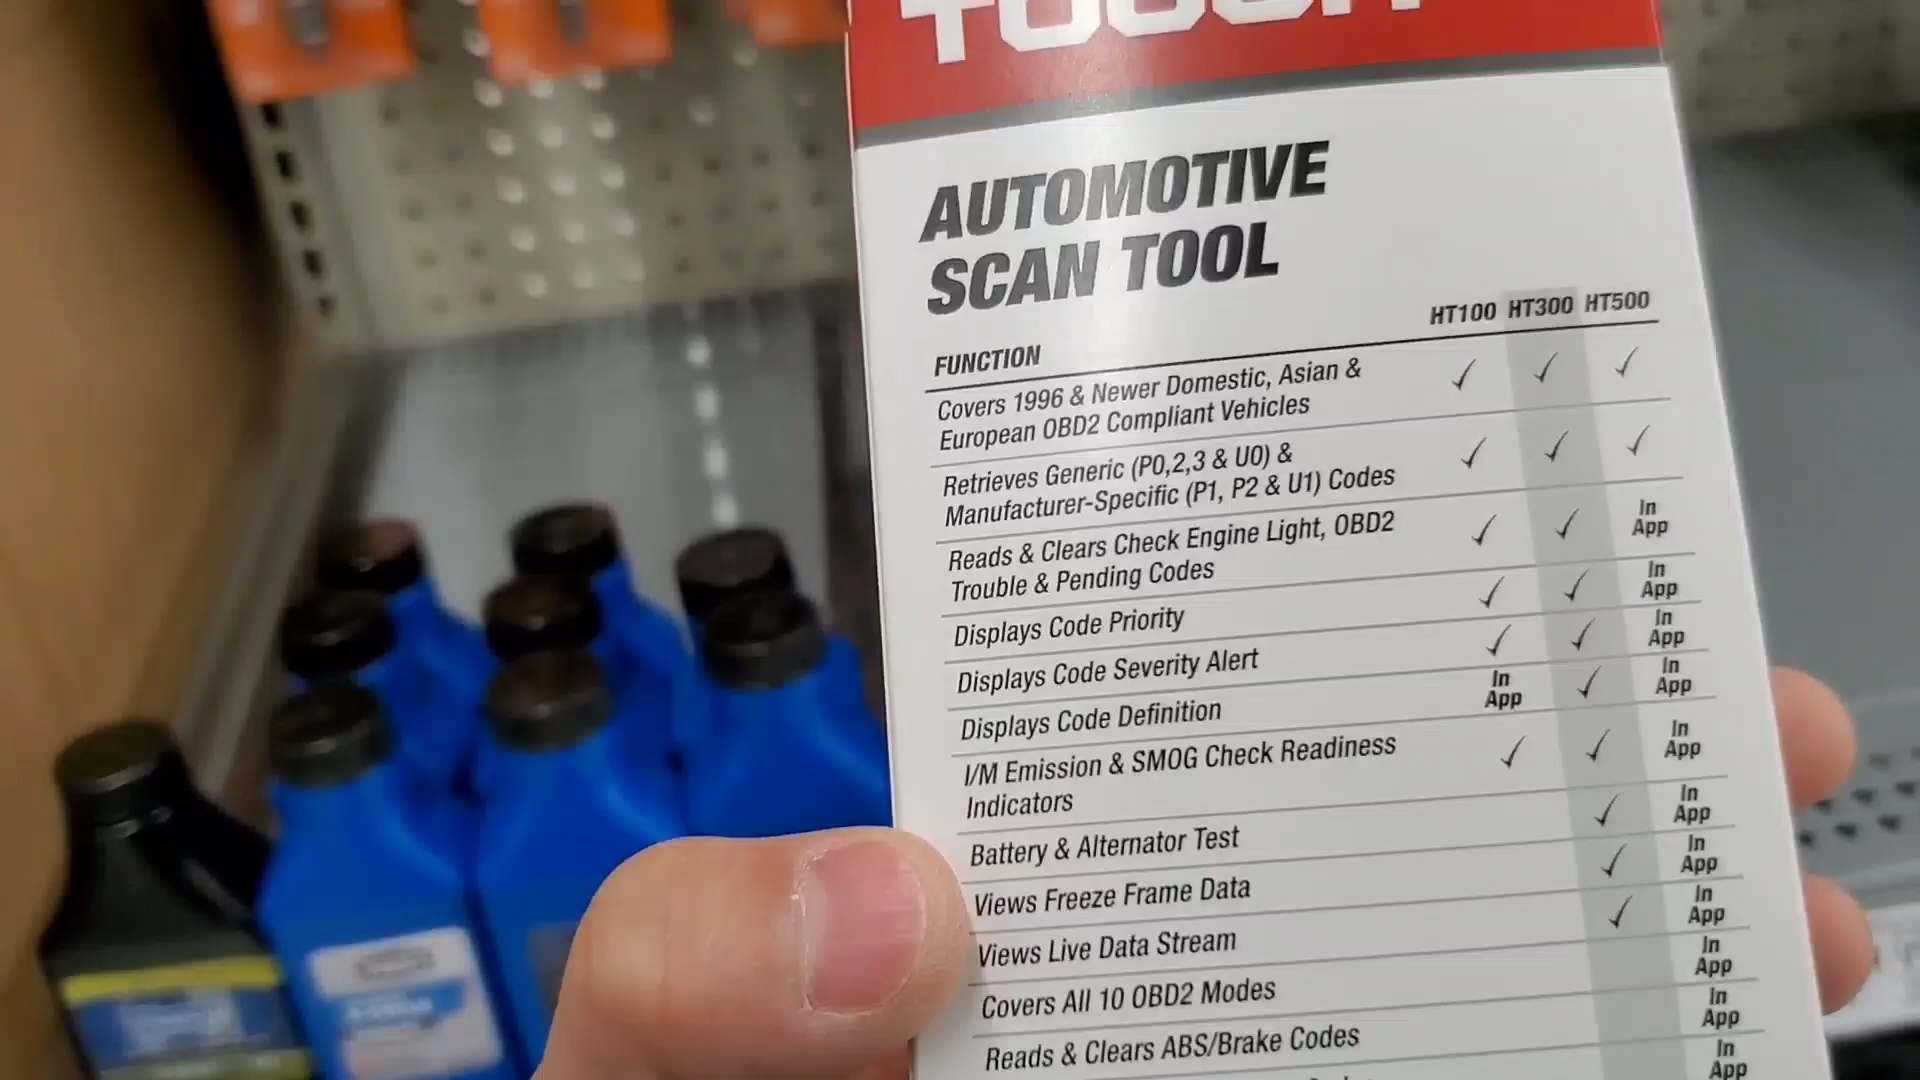 TOUGH
AUTOMOTIVE
SCAN TOOL
HT100 HT300 HT500
FUNCTION
Covers 1996 & Newer Domestic, Asian & ✓ ✓ ✓
European OBD2 Compliant Vehicles
Retrieves Generic (P0,2,3 & U0) & ✓ ✓ ✓
Manufacturer-Specific (P1, P2 & U1) Codes
Reads & Clears Check Engine Light, OBD2 ✓ ✓ In App
Trouble & Pending Codes
Displays Code Priority ✓ ✓ In App
Displays Code Severity Alert ✓ ✓ In App
Displays Code Definition In App ✓ In App
I/M Emission & SMOG Check Readiness ✓ ✓ In App
Indicators
Battery & Alternator Test ✓ In App
Views Freeze Frame Data ✓ In App
Views Live Data Stream ✓ In App
Covers All 10 OBD2 Modes In App
Reads & Clears ABS/Brake Codes In App
In App